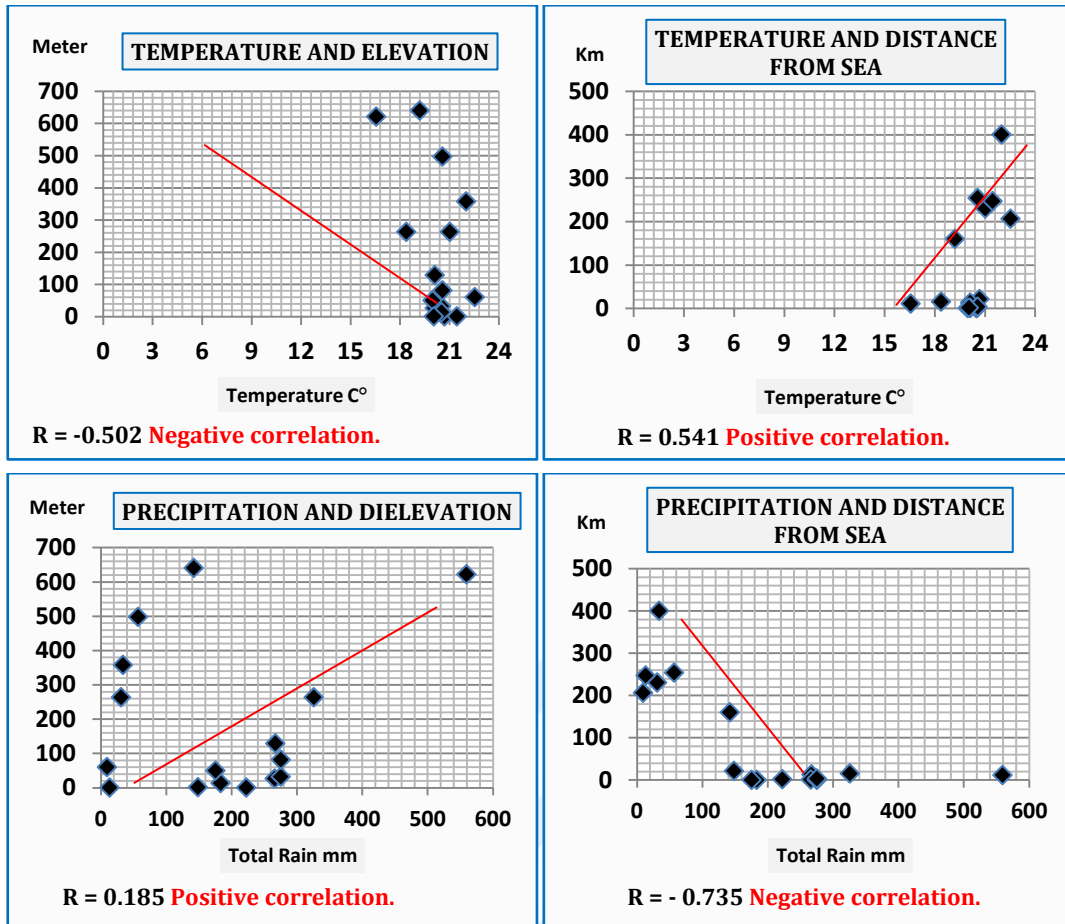 Meter
TEMPERATURE AND ELEVATION
700
600
500
400
300
200
100
0
0 3 6 9 12 15 18 21 24
Temperature C°
R = -0.502 Negative correlation.
Km
TEMPERATURE AND DISTANCE
FROM SEA
500
400
300
200
100
0
0 3 6 9 12 15 18 21 24
Temperature C°
R = 0.541 Positive correlation.
Meter
PRECIPITATION AND DIELEVATION
700
600
500
400
300
200
100
0
0 100 200 300 400 500 600
Total Rain mm
R = 0.185 Positive correlation.
Km
PRECIPITATION AND DISTANCE
FROM SEA
500
400
300
200
100
0
0 100 200 300 400 500 600
Total Rain mm
R = - 0.735 Negative correlation.